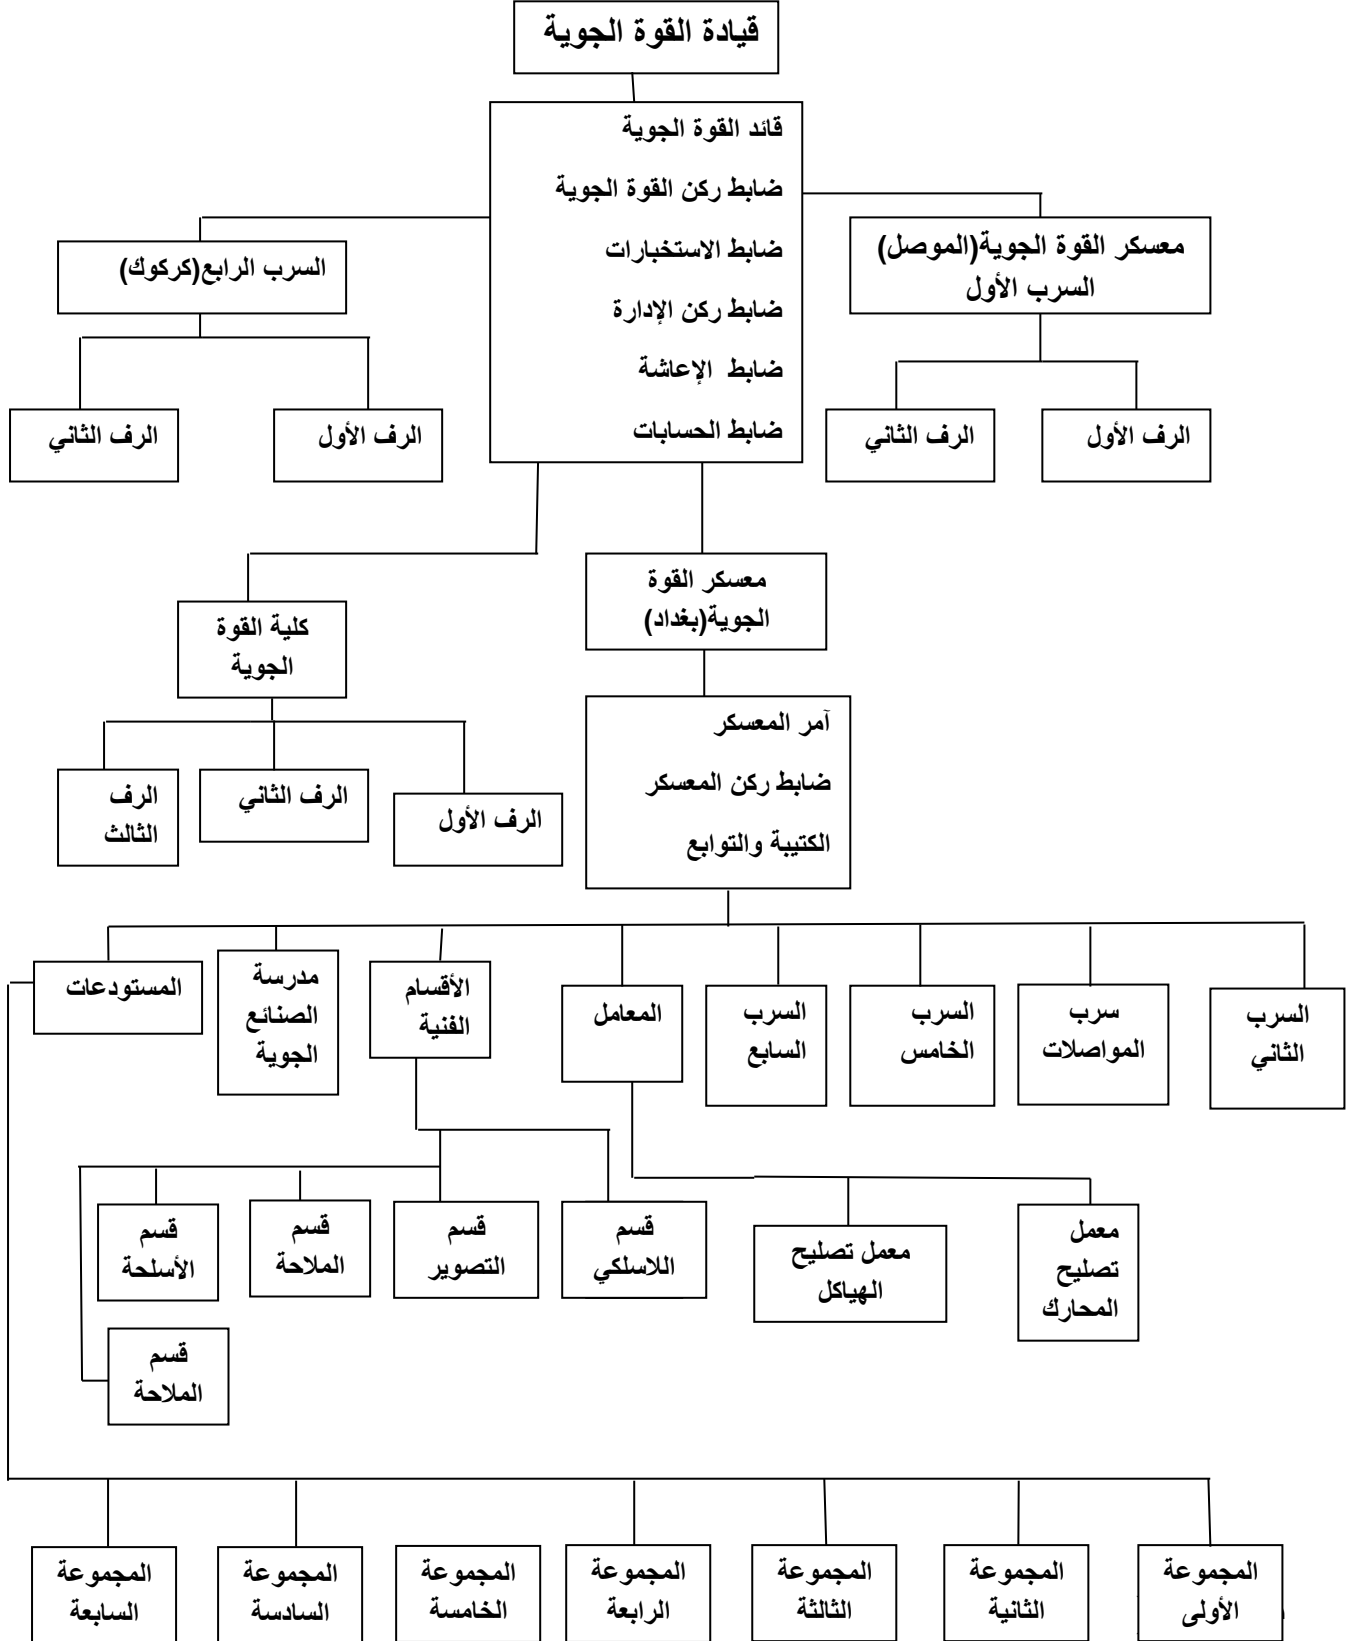 قيادة القوة الجوية
قائد القوة الجوية
ضابط ركن القوة الجوية
ضابط الاستخبارات
ضابط ركن الإدارة
ضابط الإعاشة
ضابط الحسابات
معسكر القوة الجوية(الموصل)
السرب الأول
السرب الرابع(كركوك)
الرف الأول
الرف الثاني
الرف الأول
الرف الثاني
معسكر القوة
الجوية(بغداد)
كلية القوة
الجوية
آمر المعسكر
ضابط ركن المعسكر
الكتيبة والتوابع
الرف الأول
الرف الثاني
الرف
الثالث
السرب
الثاني
سرب
المواصلات
السرب
الخامس
السرب
السابع
المعامل
الأقسام
الفنية
مدرسة
الصنائع
الجوية
المستودعات
معمل
تصليح
المحارك
معمل تصليح
الهياكل
قسم
اللاسلكي
قسم
التصوير
قسم
الملاحة
قسم
الأسلحة
قسم
الملاحة
المجموعة
الأولى
المجموعة
الثانية
المجموعة
الثالثة
المجموعة
الرابعة
المجموعة
الخامسة
المجموعة
السادسة
المجموعة
السابعة